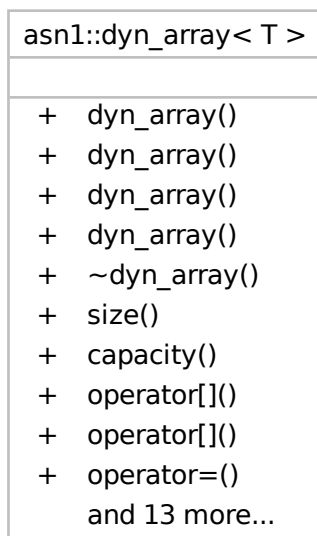 asn1::dyn_array< T >
+ dyn_array()
+ dyn_array()
+ dyn_array()
+ dyn_array()
+ ~dyn_array()
+ size()
+ capacity()
+ operator[]()
+ operator[]()
+ operator=()
and 13 more...